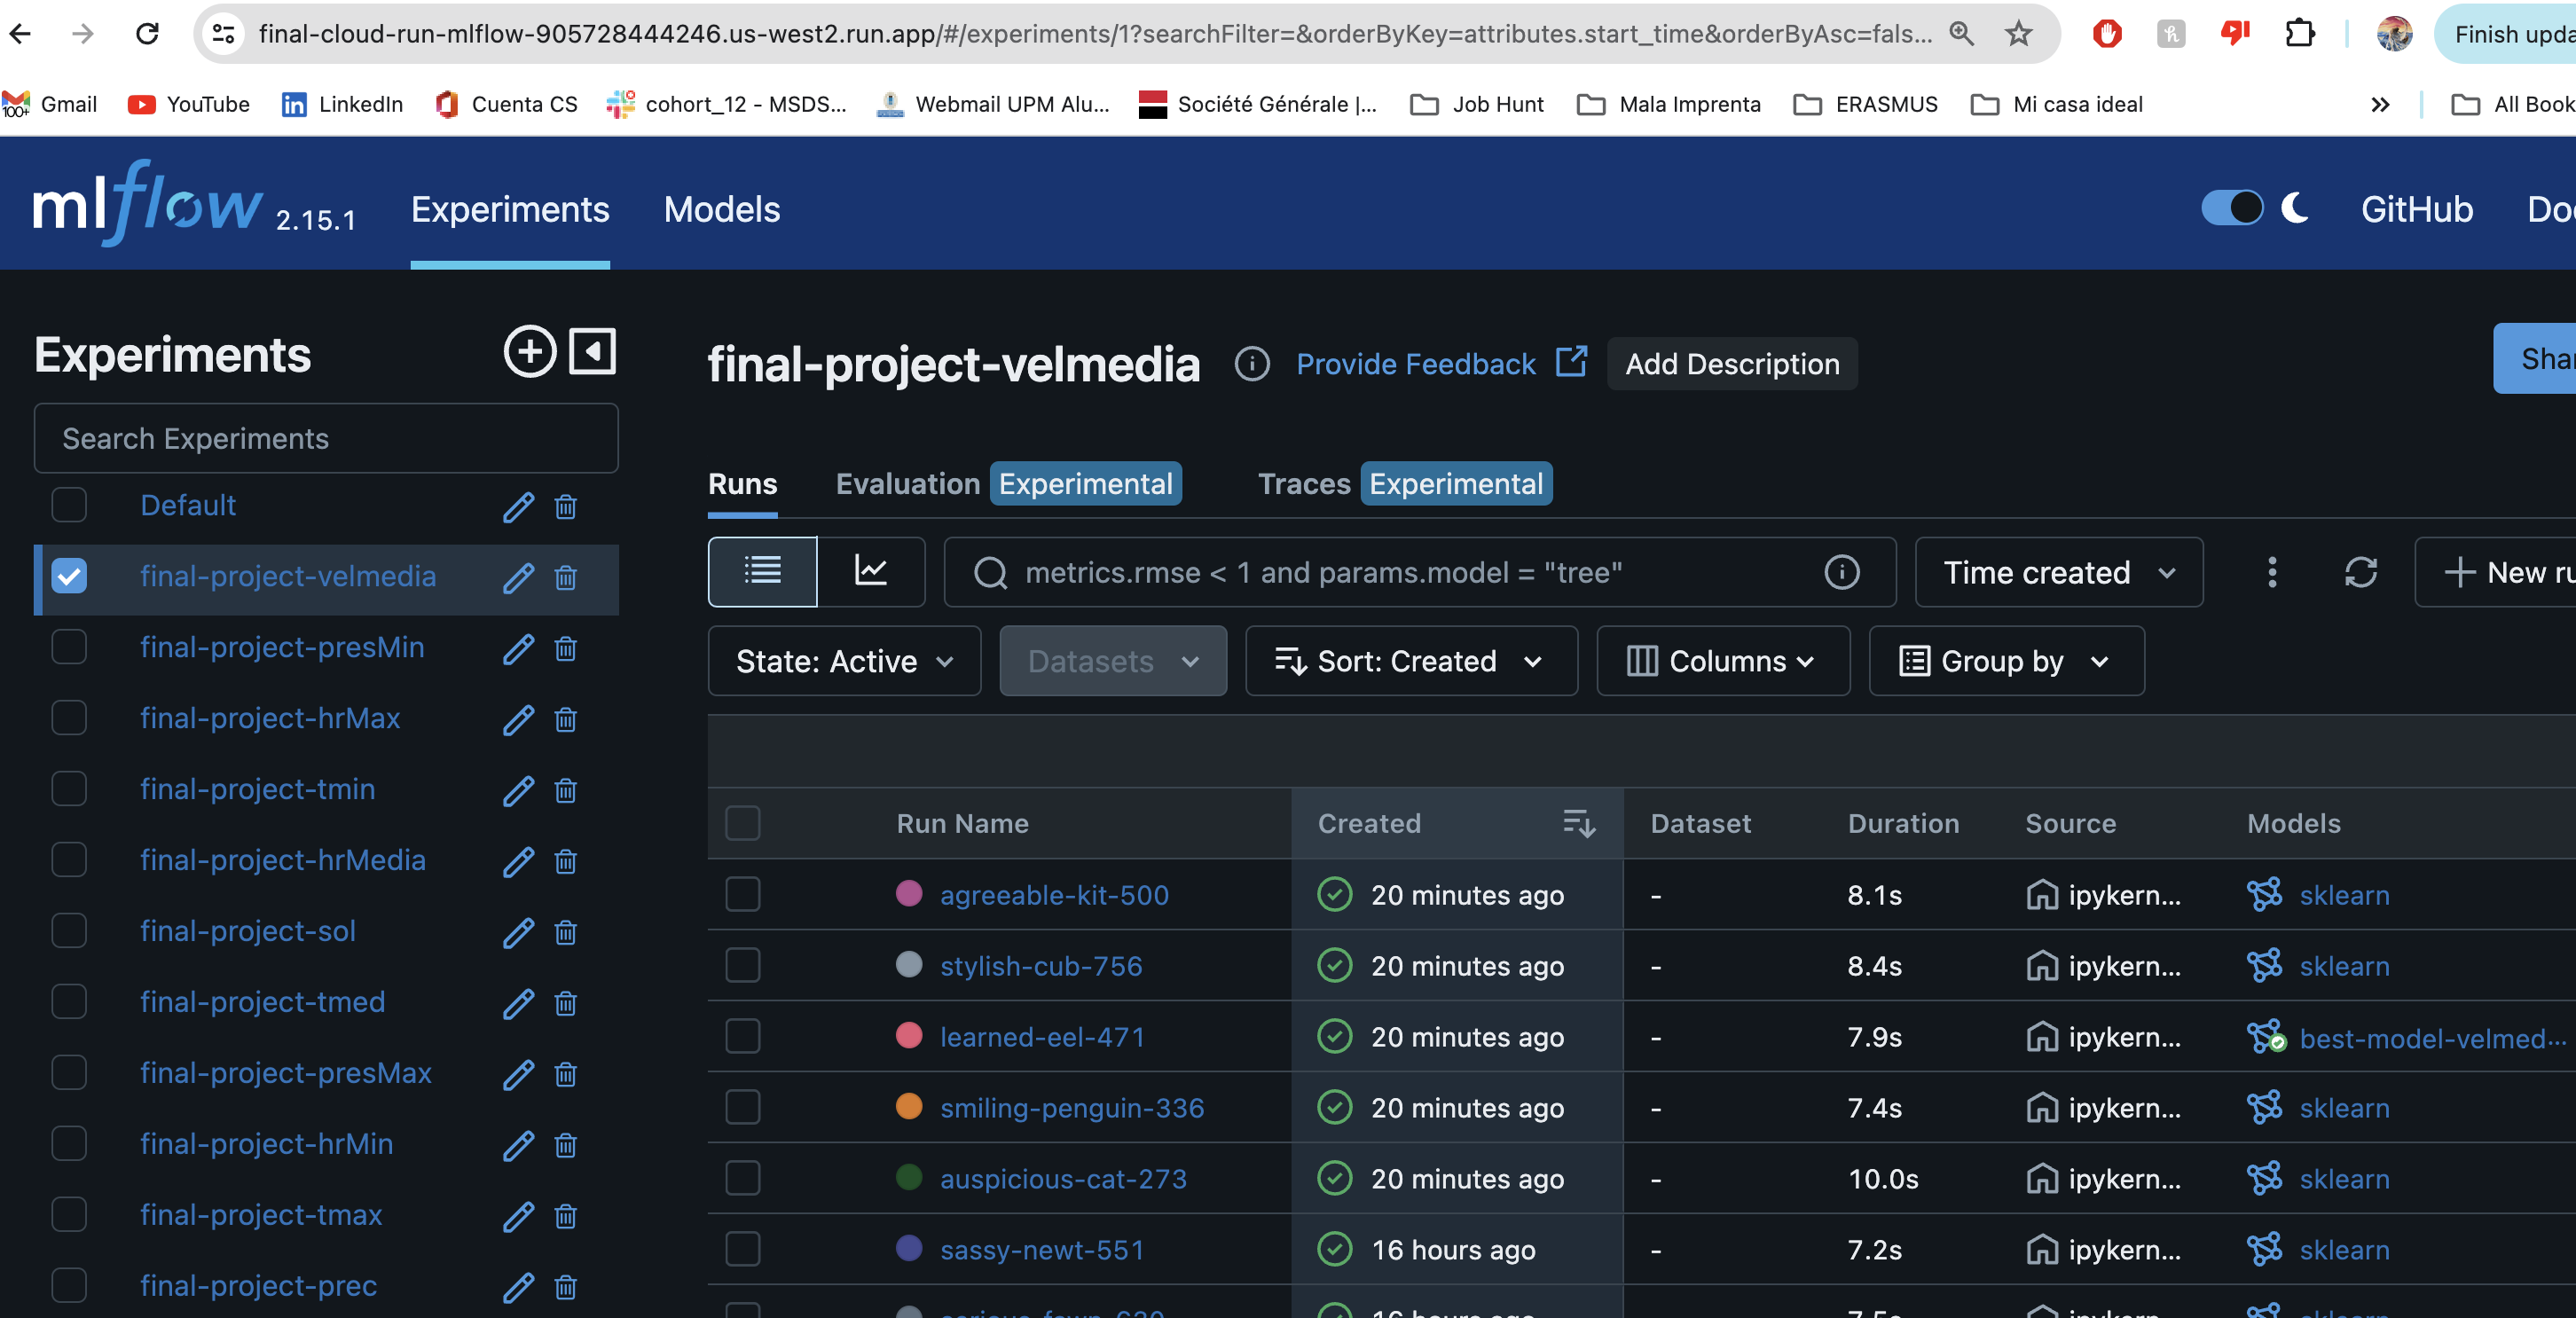 final-cloud-run-mlflow-905728444246.us-west2.run.app/#/experiments/1?searchFilter=&orderByKey=attributes.start_time&orderByAsc=fals...
Finish upda
100+ Gmail YouTube LinkedIn Cuenta CS cohort_12 - MSDS... Webmail UPM Alu... Société Générale |... Job Hunt Mala Imprenta ERASMUS Mi casa ideal » All Book
mlflow 2.15.1 Experiments Models GitHub Doc
Experiments
Search Experiments
Default
final-project-velmedia
final-project-presMin
final-project-hrMax
final-project-tmin
final-project-hrMedia
final-project-sol
final-project-tmed
final-project-presMax
final-project-hrMin
final-project-tmax
final-project-prec
final-project-velmedia Provide Feedback Add Description Shar
Runs Evaluation Experimental Traces Experimental
metrics.rmse < 1 and params.model = "tree" Time created New ru
State: Active Datasets Sort: Created Columns Group by
Run Name Created Dataset Duration Source Models
agreeable-kit-500 20 minutes ago - 8.1s ipykern... sklearn
stylish-cub-756 20 minutes ago - 8.4s ipykern... sklearn
learned-eel-471 20 minutes ago - 7.9s ipykern... best-model-velmed...
smiling-penguin-336 20 minutes ago - 7.4s ipykern... sklearn
auspicious-cat-273 20 minutes ago - 10.0s ipykern... sklearn
sassy-newt-551 16 hours ago - 7.2s ipykern... sklearn
16 hours ago ipykern... sklearn